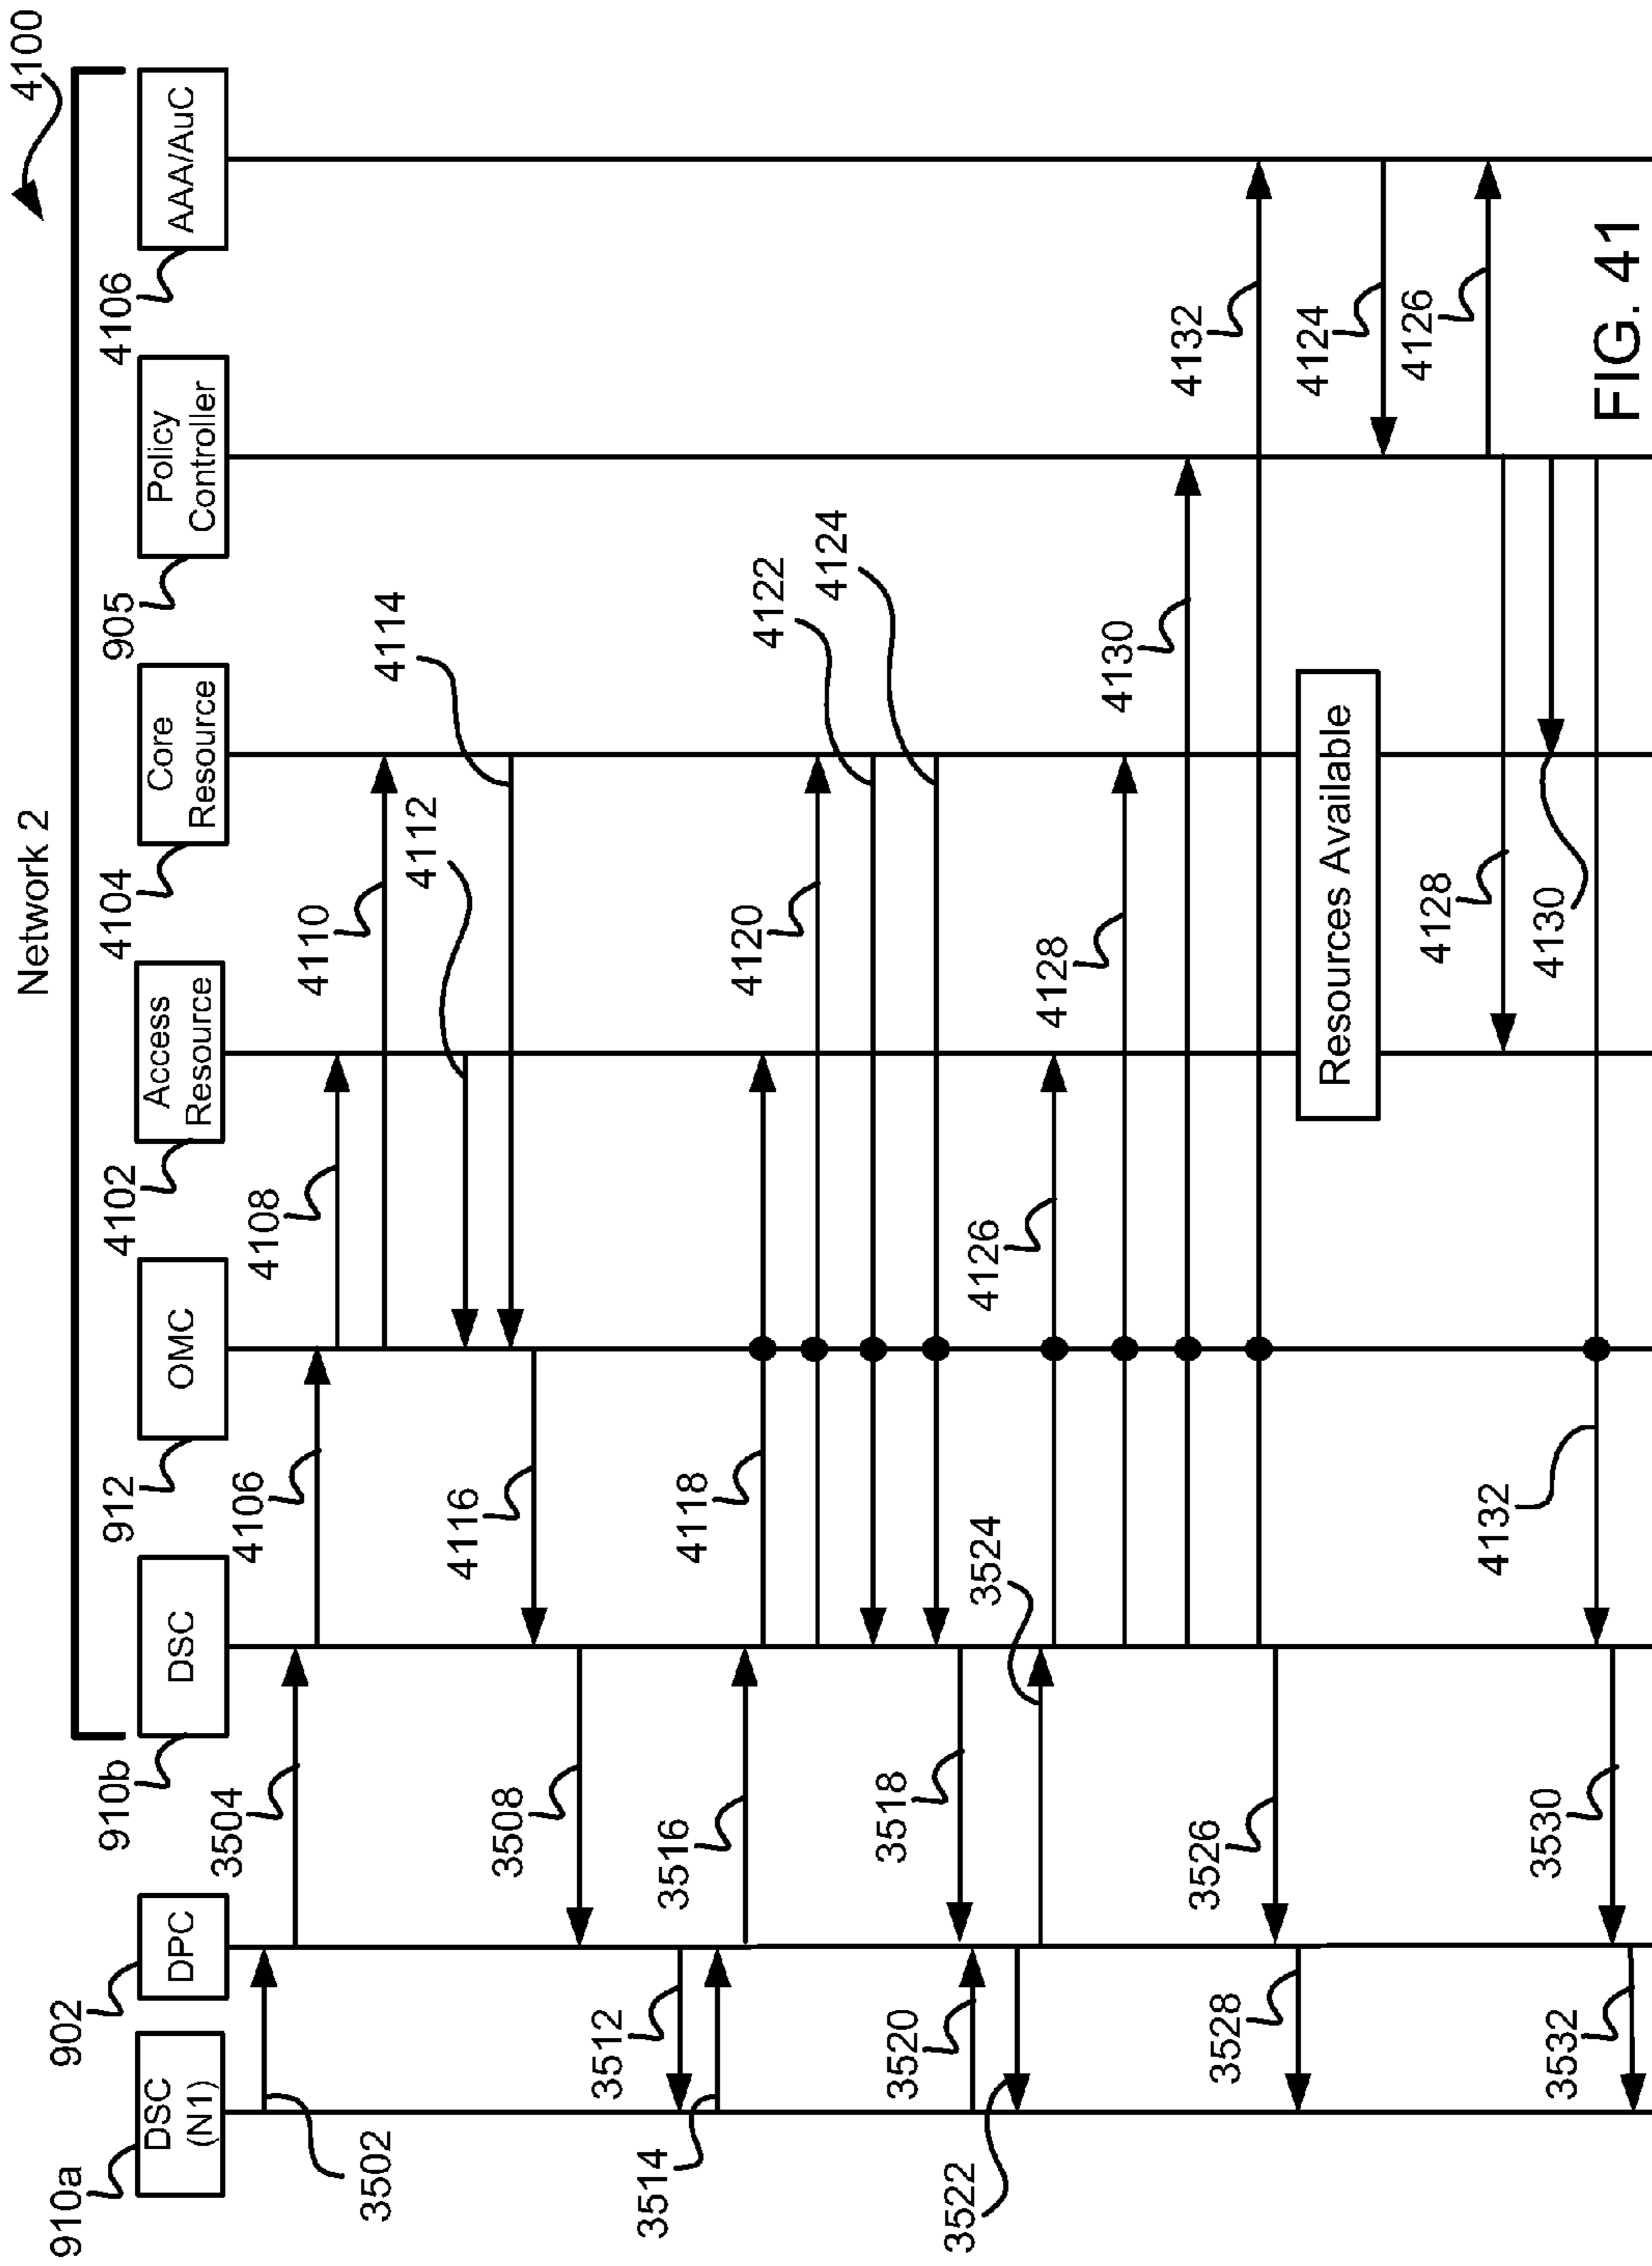 4100
Network 2
910a
902
910b
912
4102
4104
905
4106
DSC
(N1)
DPC
DSC
OMC
Access
Resource
Core
Resource
Policy
Controller
AAA/AuC
3502
3504
4106
4108
4110
4112
4114
4116
3508
3512
3514
3516
4118
4120
4122
4124
3518
3520
3522
3524
4126
4128
4130
4132
3526
3528
Resources Available
4124
4126
4128
4130
4132
3530
3532
FIG. 41